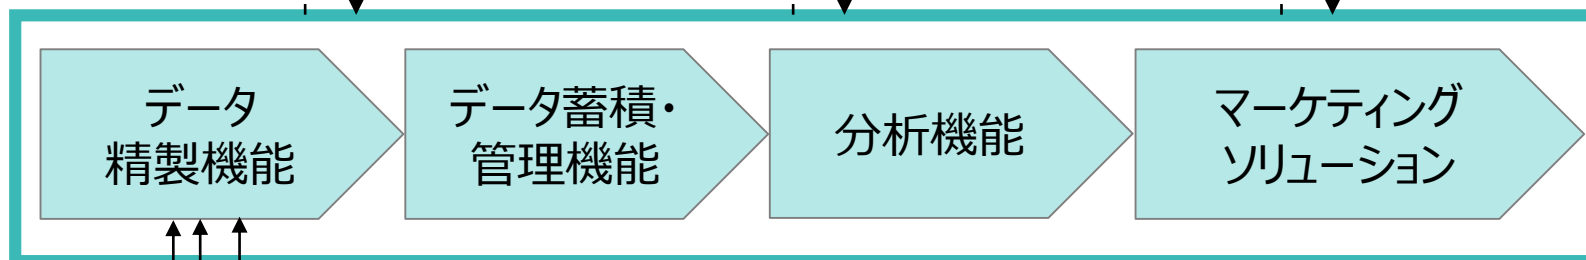 データ
精製機能
データ蓄積・
管理機能
分析機能
マーケティング
ソリューション